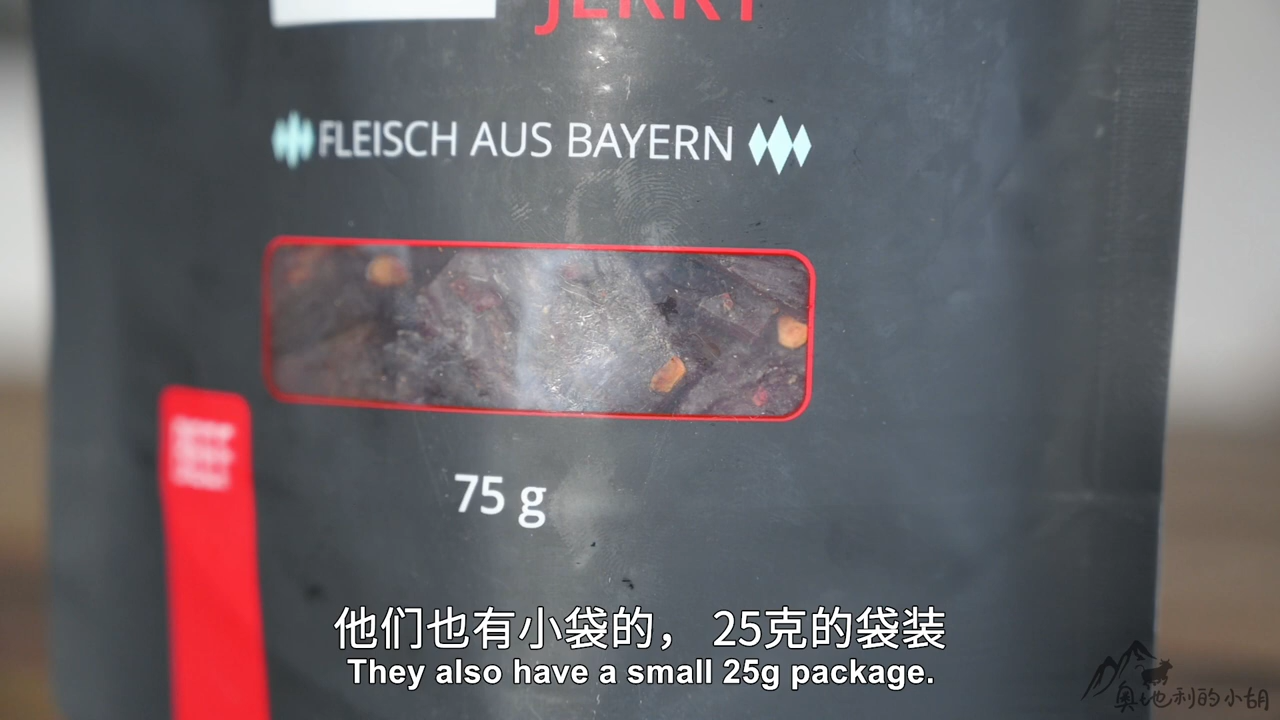 JERKY
FLEISCH AUS BAYERN
75 g
他们也有小袋的， 25克的袋装
They also have a small 25g package.
奥地利的小胡